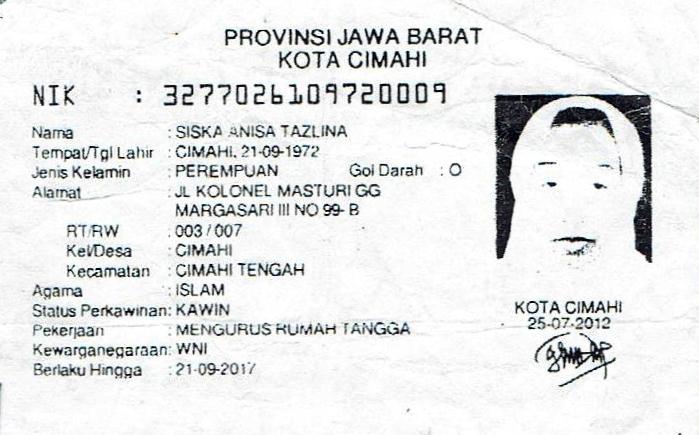 PROVINSI JAWA BARAT
KOTA CIMAHI
NIK : 3277026109720009
Nama : SISKA ANISA TAZLINA
Tempat/Tgl Lahir : CIMAHI, 21-09-1972
Jenis Kelamin : PEREMPUAN Gol Darah : O
Alamat : JL KOLONEL MASTURI GG
MARGASARI III NO 99- B
RT/RW : 003 / 007
Kel/Desa : CIMAHI
Kecamatan : CIMAHI TENGAH
Agama : ISLAM
Status Perkawinan: KAWIN
Pekerjaan : MENGURUS RUMAH TANGGA
Kewarganegaraan: WNI
Berlaku Hingga : 21-09-2017
KOTA CIMAHI
25-07-2012